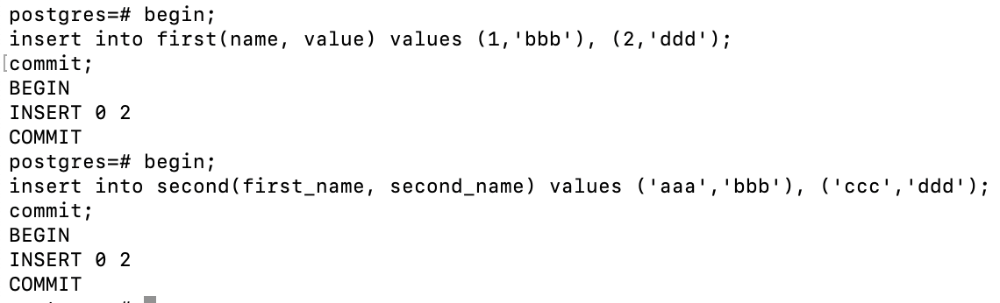 postgres=# begin;
insert into first(name, value) values (1,'bbb'), (2,'ddd');
[commit;
BEGIN
INSERT 0 2
COMMIT
postgres=# begin;
insert into second(first_name, second_name) values ('aaa','bbb'), ('ccc','ddd');
commit;
BEGIN
INSERT 0 2
COMMIT